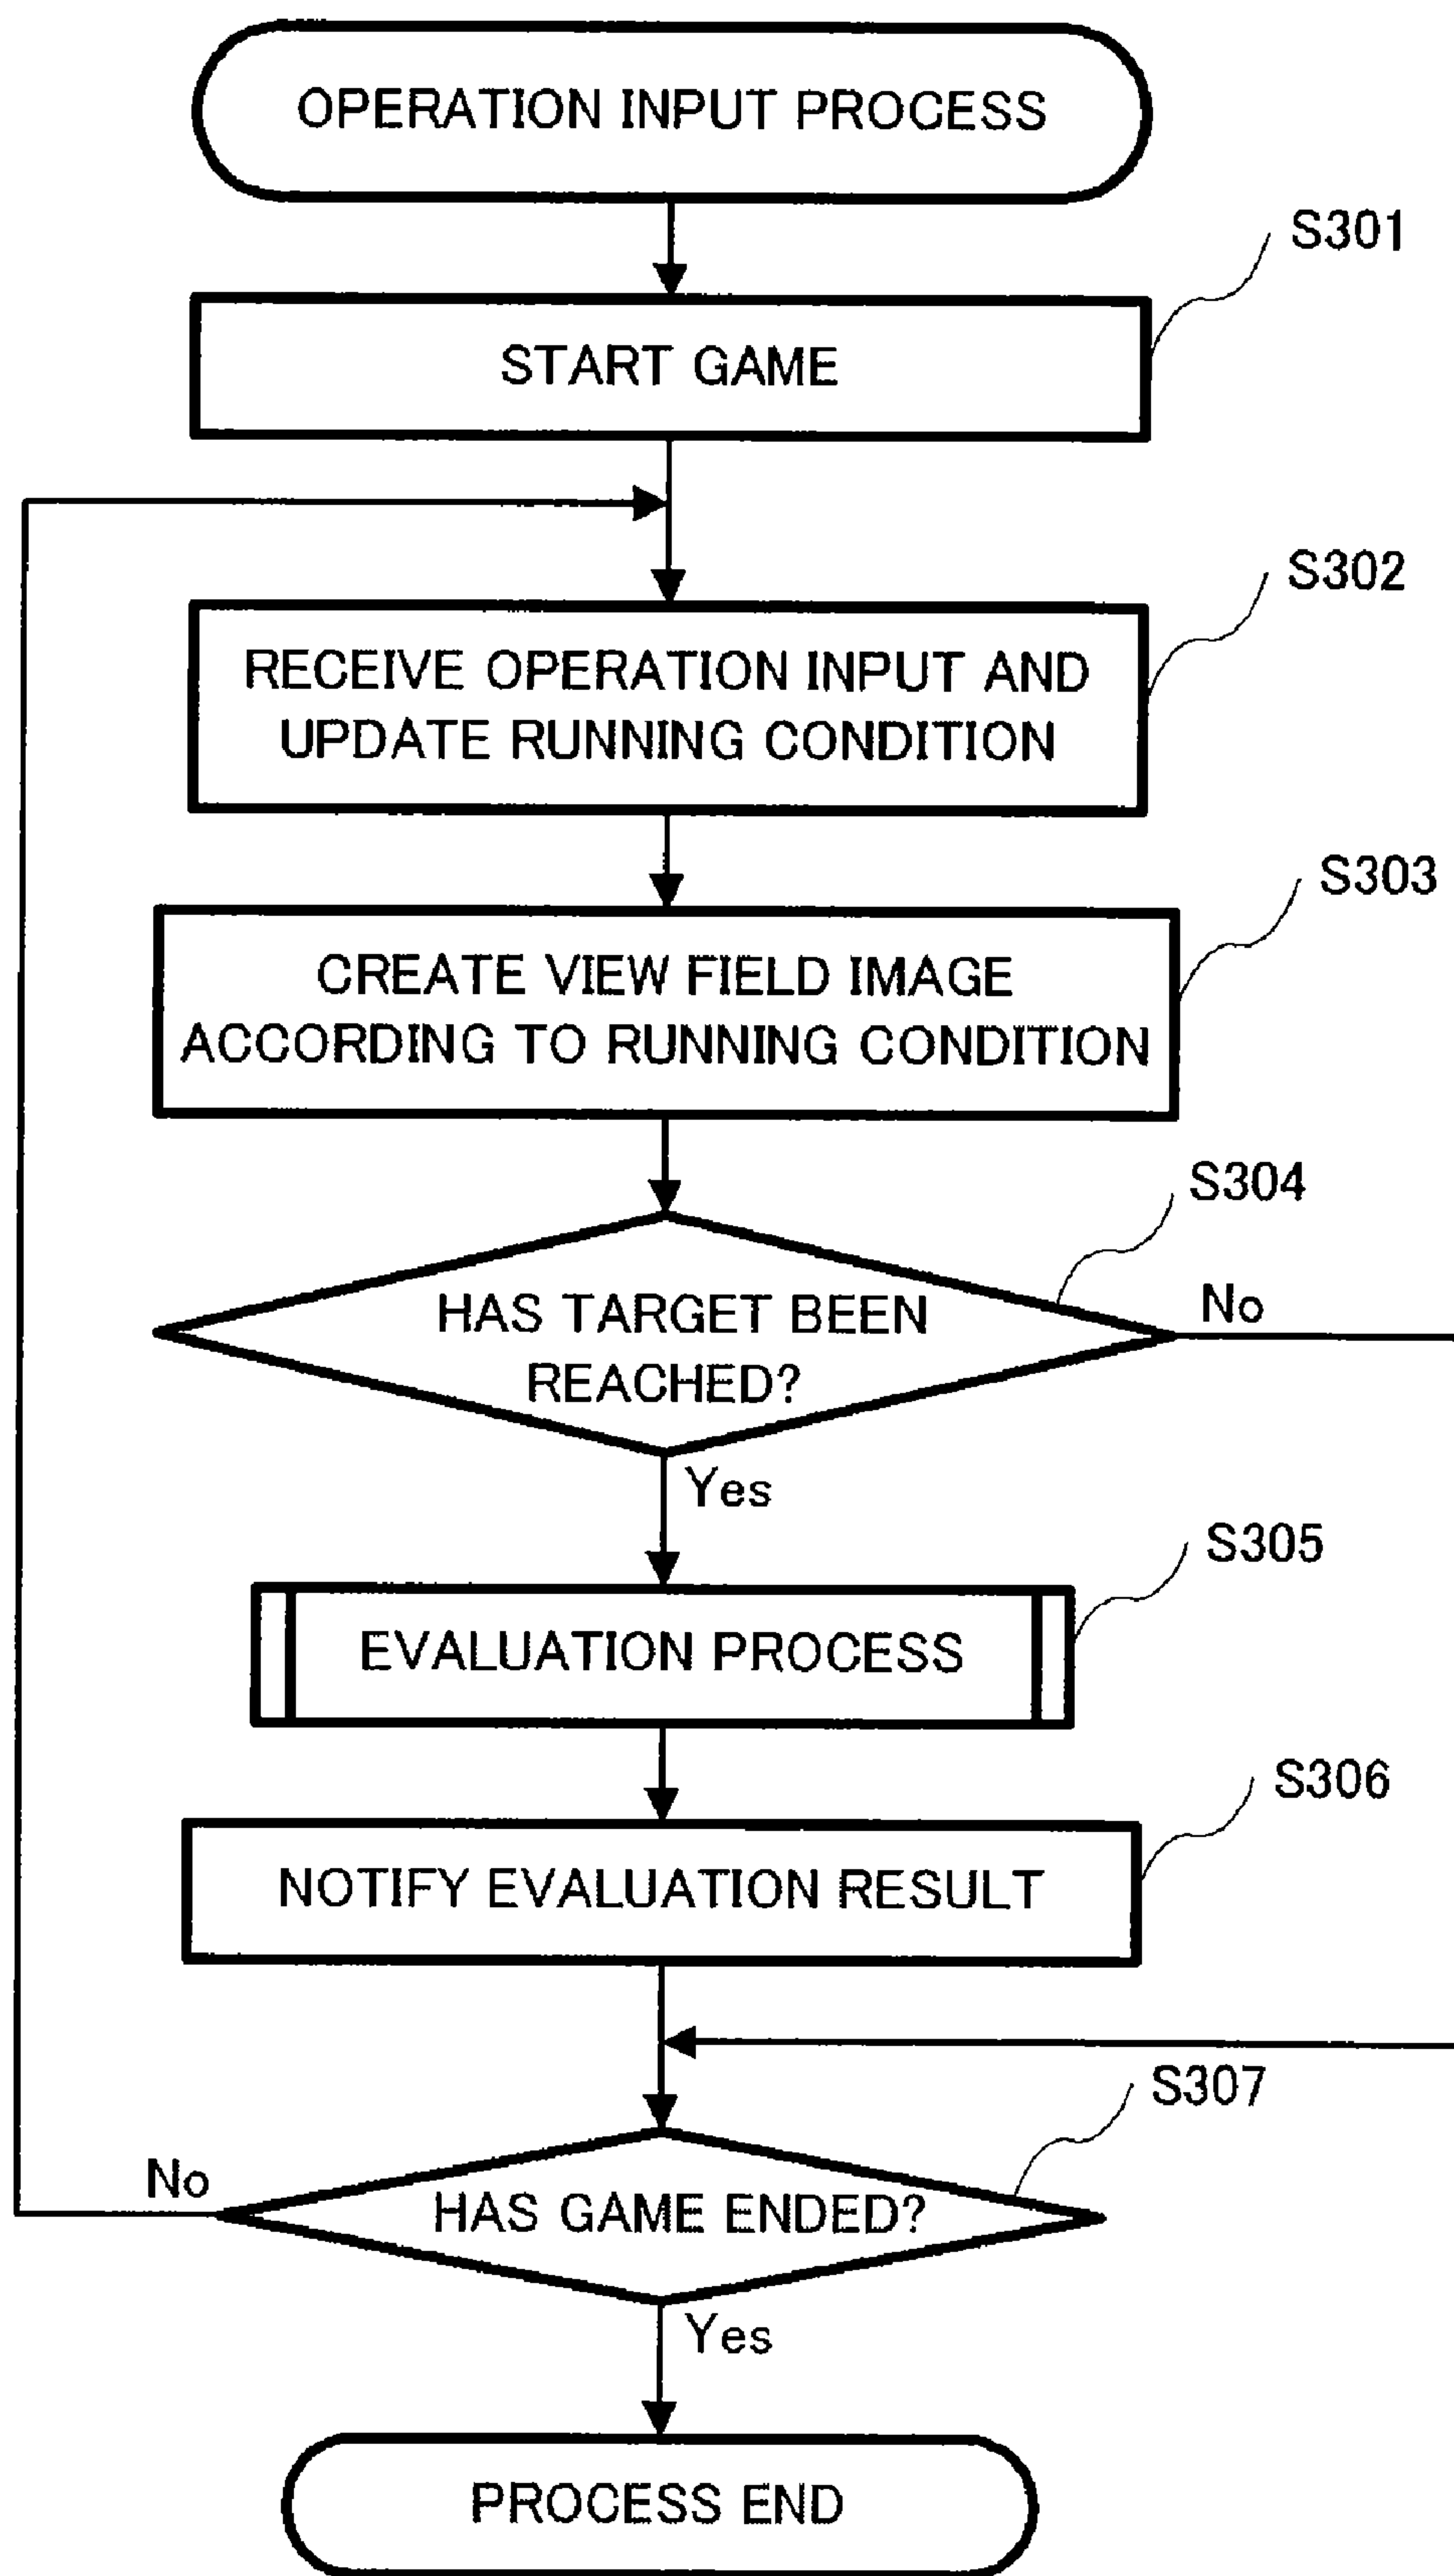 OPERATION INPUT PROCESS
S301
START GAME
S302
RECEIVE OPERATION INPUT AND
UPDATE RUNNING CONDITION
S303
CREATE VIEW FIELD IMAGE
ACCORDING TO RUNNING CONDITION
S304
HAS TARGET BEEN
REACHED?
No
Yes
S305
EVALUATION PROCESS
S306
NOTIFY EVALUATION RESULT
S307
No
HAS GAME ENDED?
Yes
PROCESS END